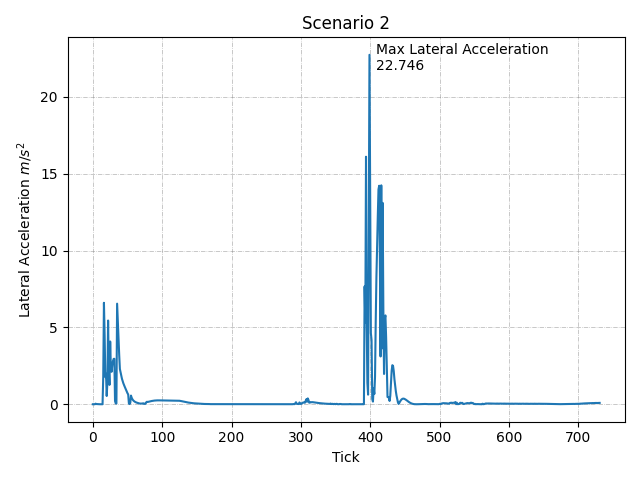 Scenario 2
Max Lateral Acceleration
22.746
Lateral Acceleration m/s²
20
15
10
5
0
0 100 200 300 400 500 600 700
Tick